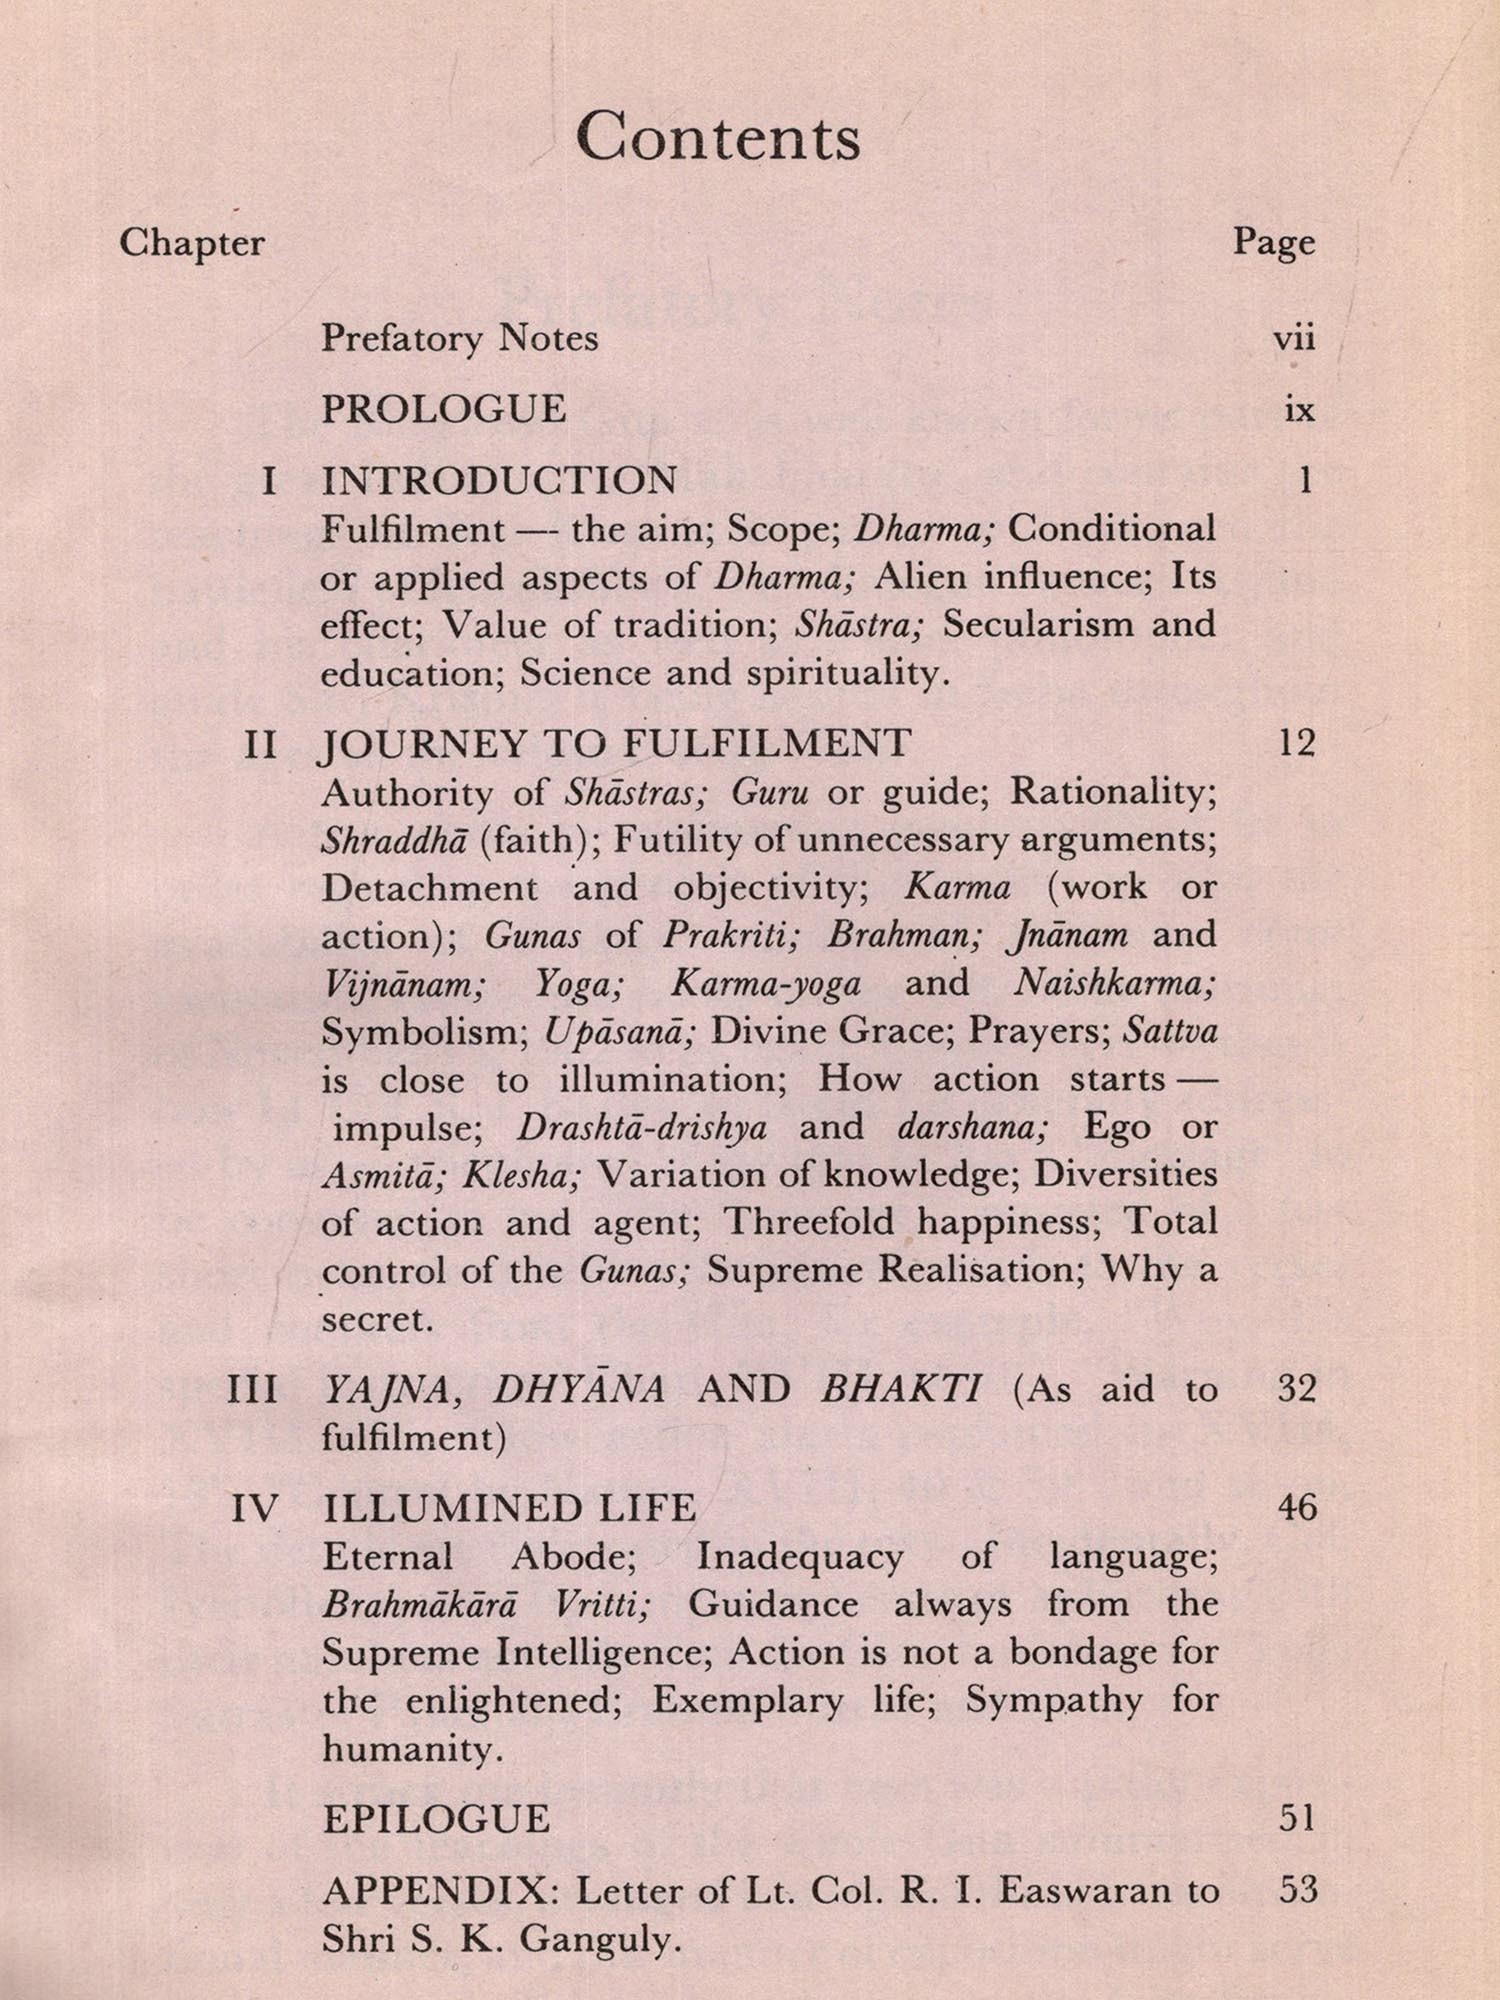 Contents
Chapter Page
Prefatory Notes vii
PROLOGUE ix
I INTRODUCTION 1
Fulfilment — the aim; Scope; Dharma; Conditional
or applied aspects of Dharma; Alien influence; Its
effect; Value of tradition; Shāstra; Secularism and
education; Science and spirituality.
II JOURNEY TO FULFILMENT 12
Authority of Shāstras; Guru or guide; Rationality;
Shraddhā (faith); Futility of unnecessary arguments;
Detachment and objectivity; Karma (work or
action); Gunas of Prakriti; Brahman; Jnānam and
Vijnānam; Yoga; Karma-yoga and Naishkarma;
Symbolism; Upāsanā; Divine Grace; Prayers; Sattva
is close to illumination; How action starts —
impulse; Drashtā-drishya and darshana; Ego or
Asmitā; Klesha; Variation of knowledge; Diversities
of action and agent; Threefold happiness; Total
control of the Gunas; Supreme Realisation; Why a
secret.
III YAJNA, DHYĀNA AND BHAKTI (As aid to 32
fulfilment)
IV ILLUMINED LIFE 46
Eternal Abode; Inadequacy of language;
Brahmākārā Vritti; Guidance always from the
Supreme Intelligence; Action is not a bondage for
the enlightened; Exemplary life; Sympathy for
humanity.
EPILOGUE 51
APPENDIX: Letter of Lt. Col. R. I. Easwaran to 53
Shri S. K. Ganguly.